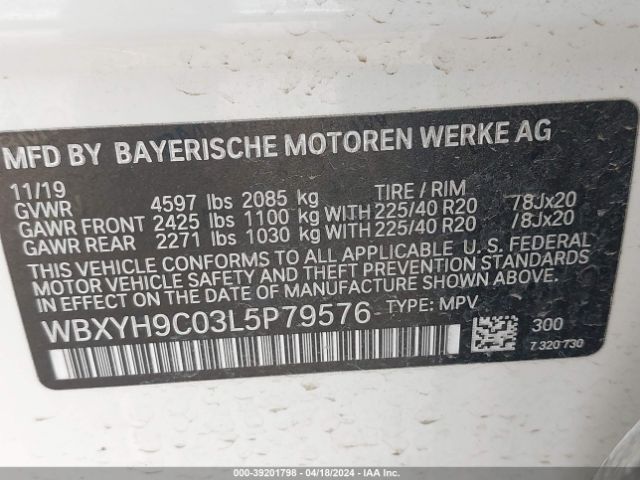 MFD BY BAYERISCHE MOTOREN WERKE AG
11/19 TIRE / RIM
GVWR 4597 lbs 2085 kg
GAWR FRONT 2425 lbs 1100 kg WITH 225/40 R20 /8Jx20
GAWR REAR 2271 lbs 1030 kg WITH 225/40 R20 /8Jx20
THIS VEHICLE CONFORMS TO ALL APPLICABLE U. S. FEDERAL
MOTOR VEHICLE SAFETY AND THEFT PREVENTION STANDARDS
IN EFFECT ON THE DATE OF MANUFACTURE SHOWN ABOVE.
WBXYH9C03L5P79576 TYPE: MPV
300
7 320 730
000-39201798 - 04/18/2024 - IAA Inc.